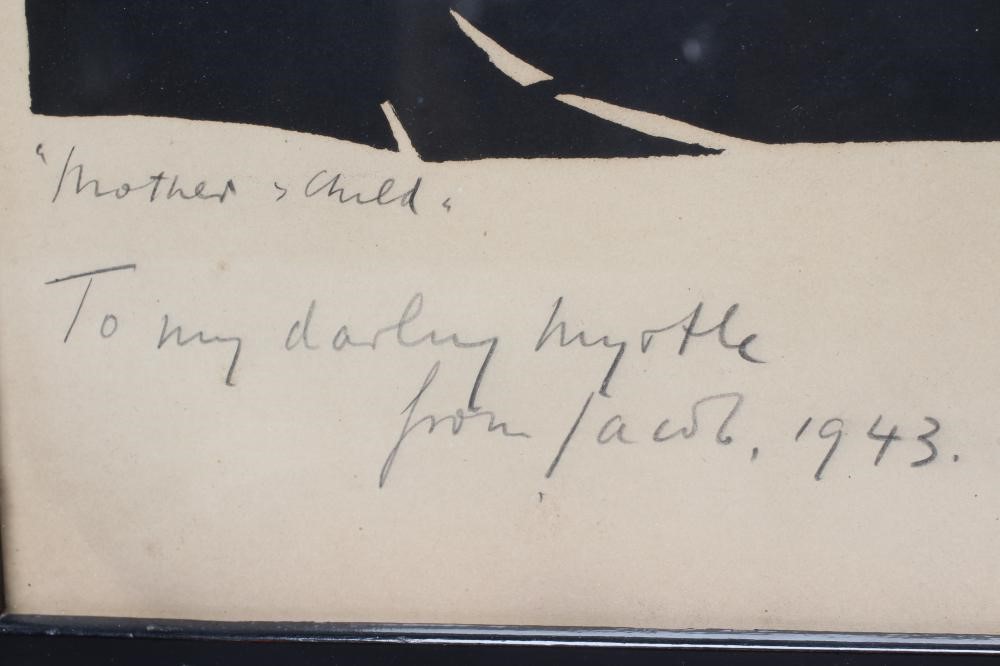 "Mother & Child"
To my darling Myrtle
from Jacob, 1943.